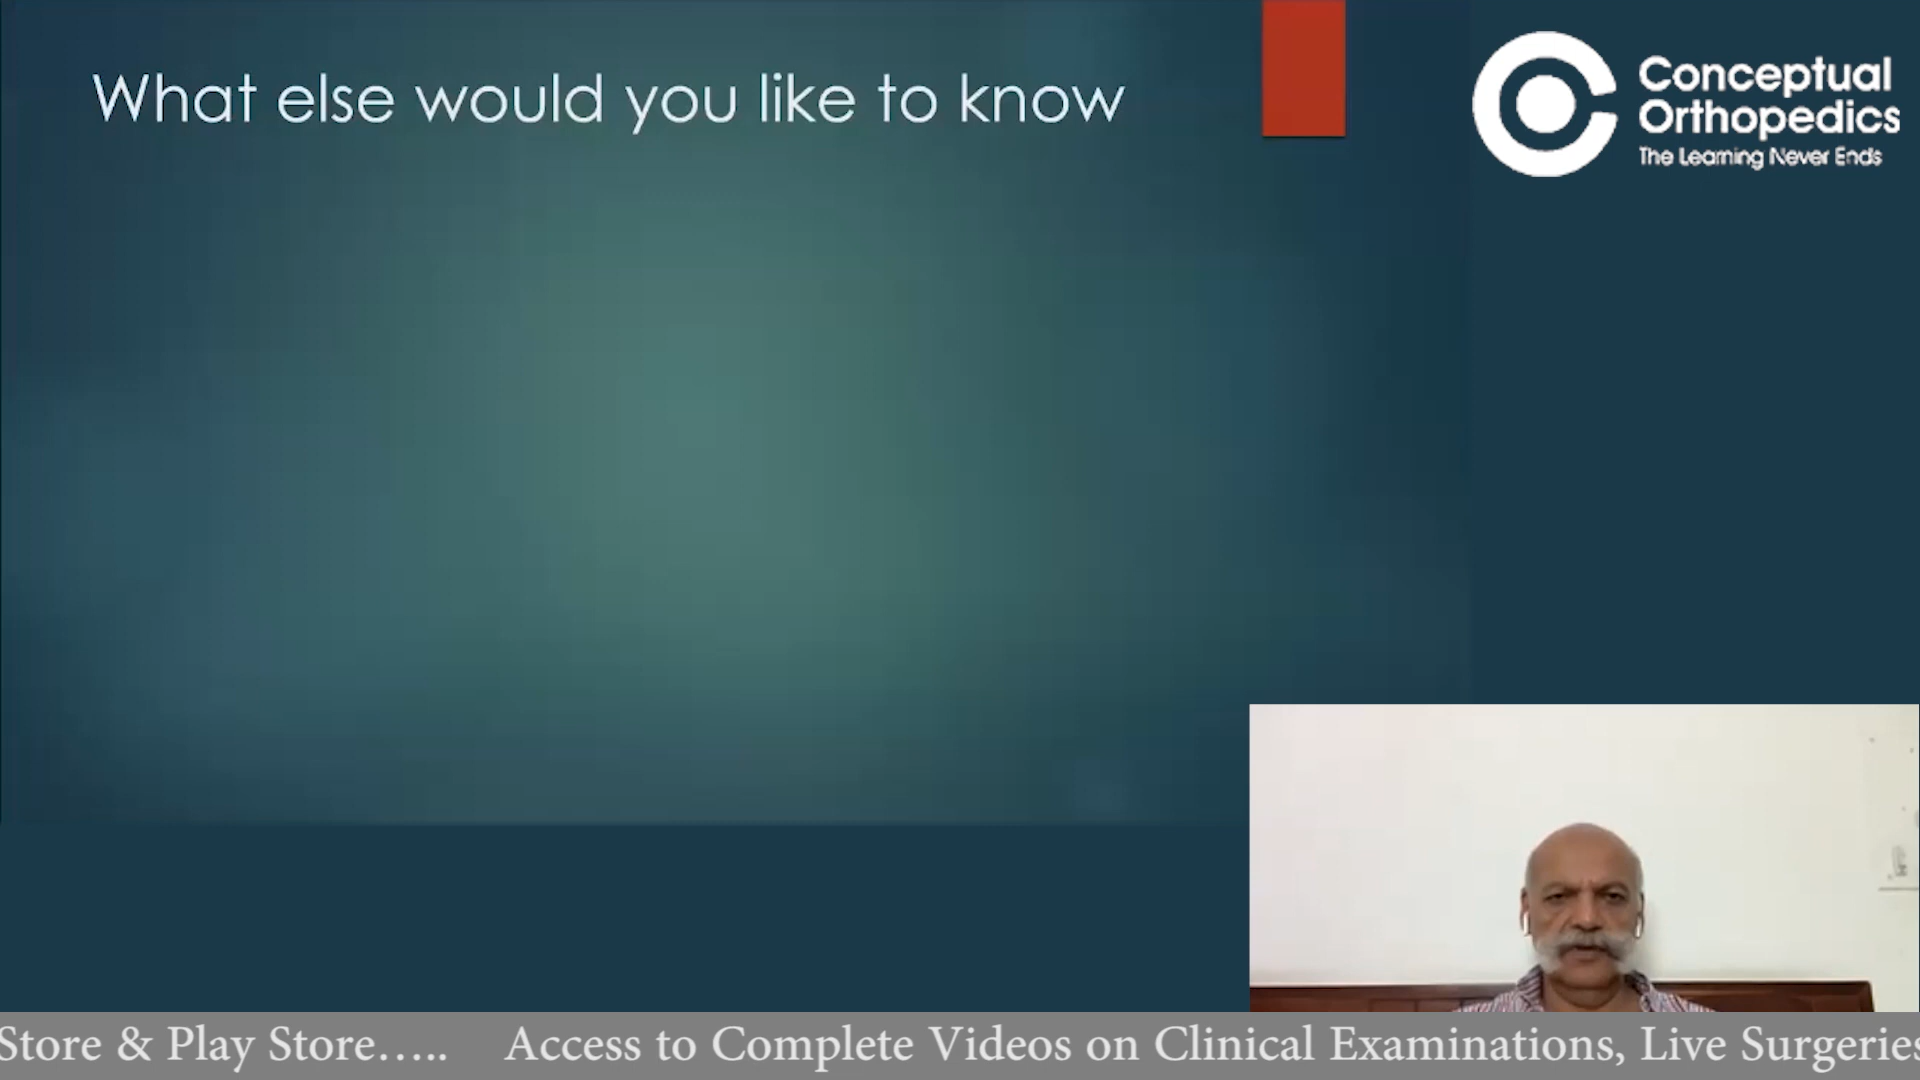 What else would you like to know
Conceptual
Orthopedics
The Learning Never Ends
Store & Play Store..... Access to Complete Videos on Clinical Examinations, Live Surgeries